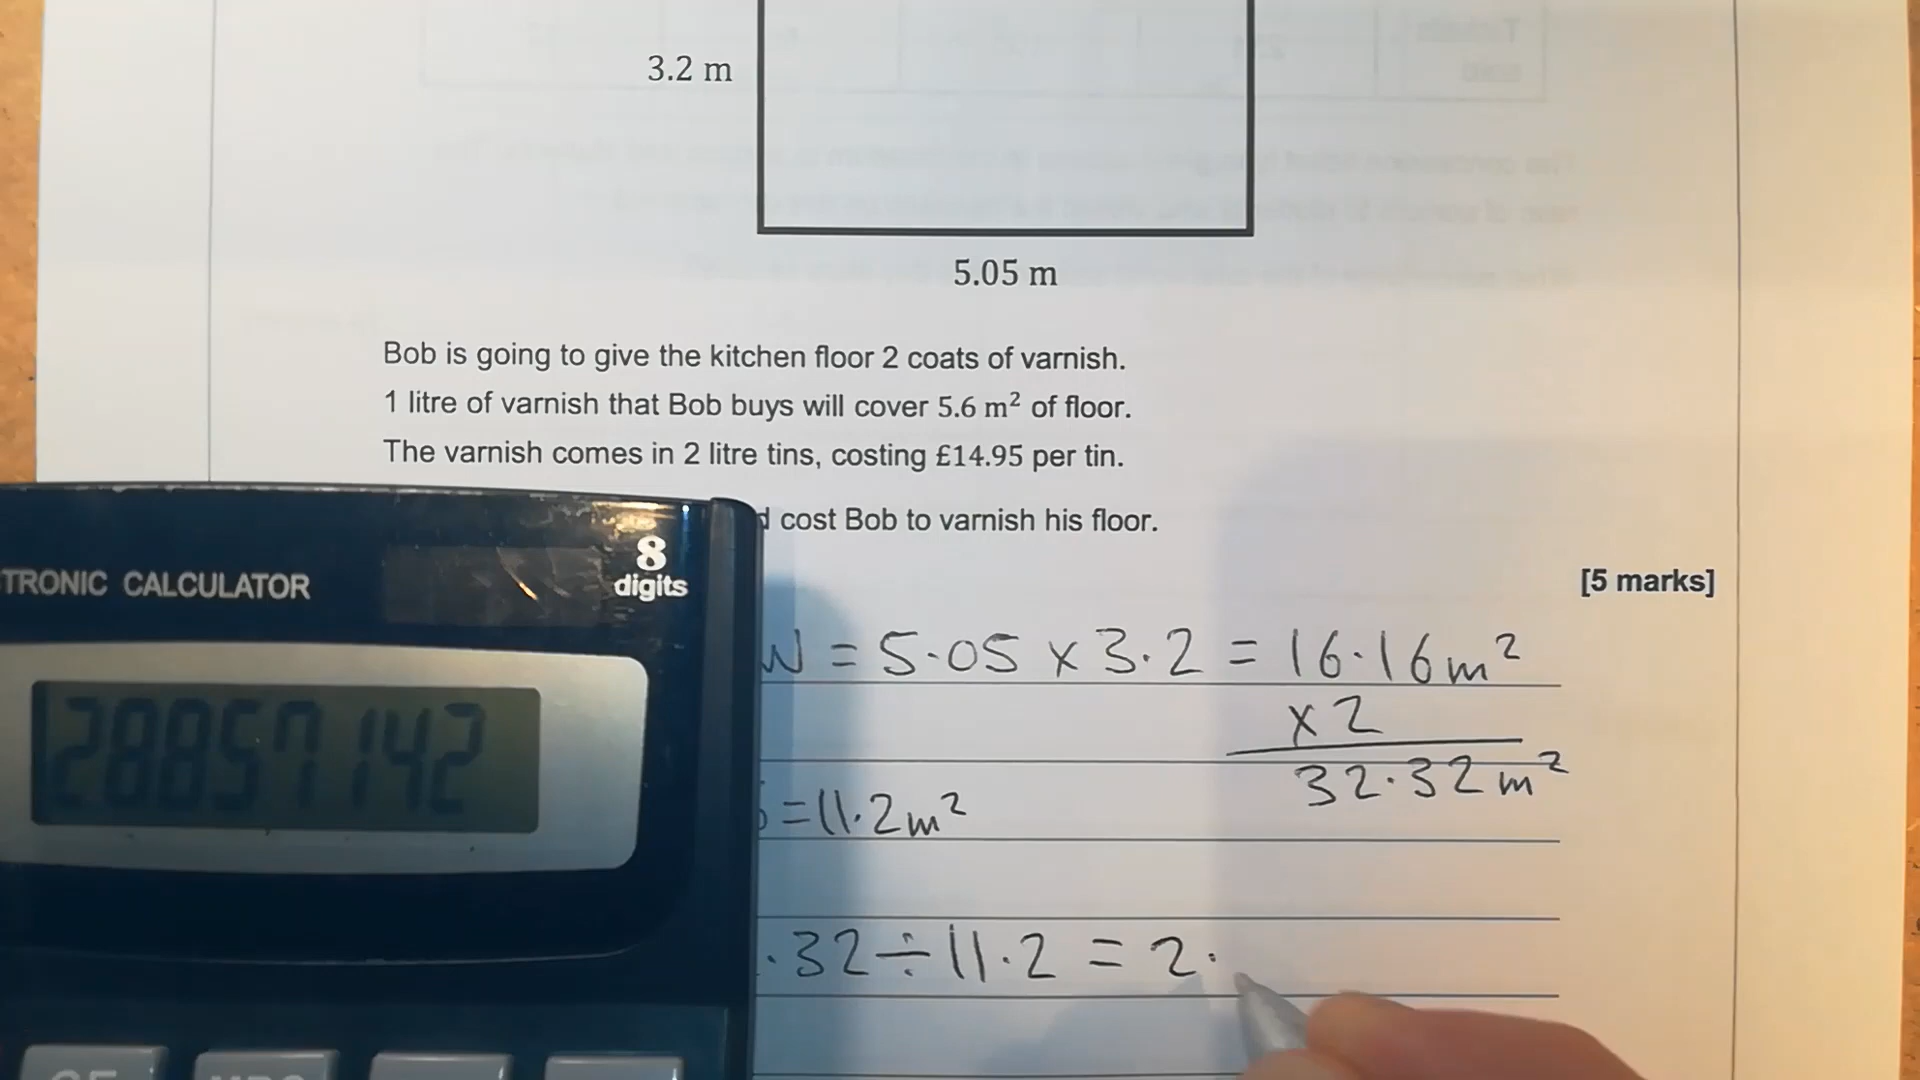 3.2 m
5.05 m
Bob is going to give the kitchen floor 2 coats of varnish.
1 litre of varnish that Bob buys will cover 5.6 m² of floor.
The varnish comes in 2 litre tins, costing £14.95 per tin.
cost Bob to varnish his floor.
[5 marks]
8
digits
TRONIC CALCULATOR
28857142
W = 5.05 x 3.2 = 16.16m²
x 2
32.32m²
=11.2m²
.32÷11.2 = 2.